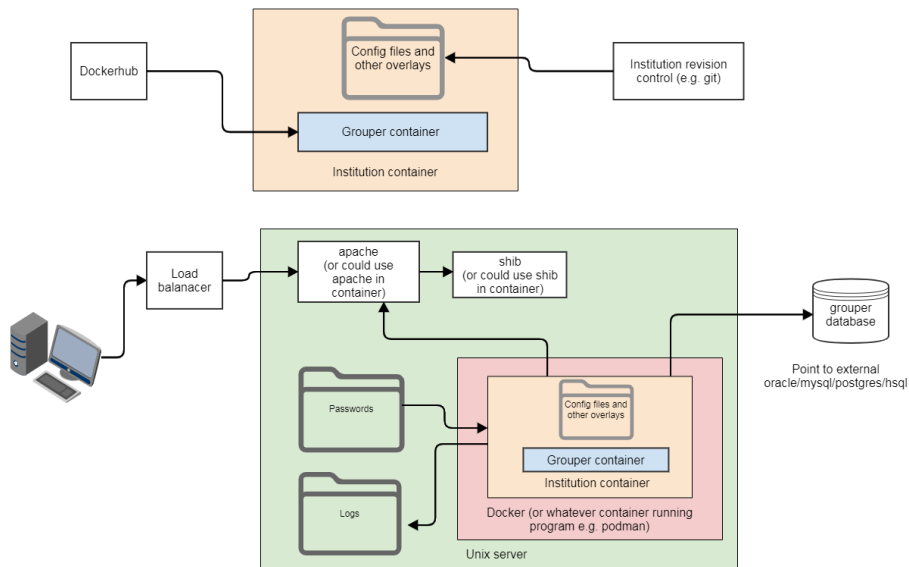 Dockerhub
Config files and
other overlays
Institution revision
control (e.g. git)
Grouper container
Institution container
Load
balanacer
apache
(or could use
apache in
container)
shib
(or could use shib
in container)
grouper
database
Point to external
oracle/mysql/postgres/hsql
Passwords
Config files and
other overlays
Grouper container
Institution container
Logs
Docker (or whatever container running
program e.g. podman)
Unix server